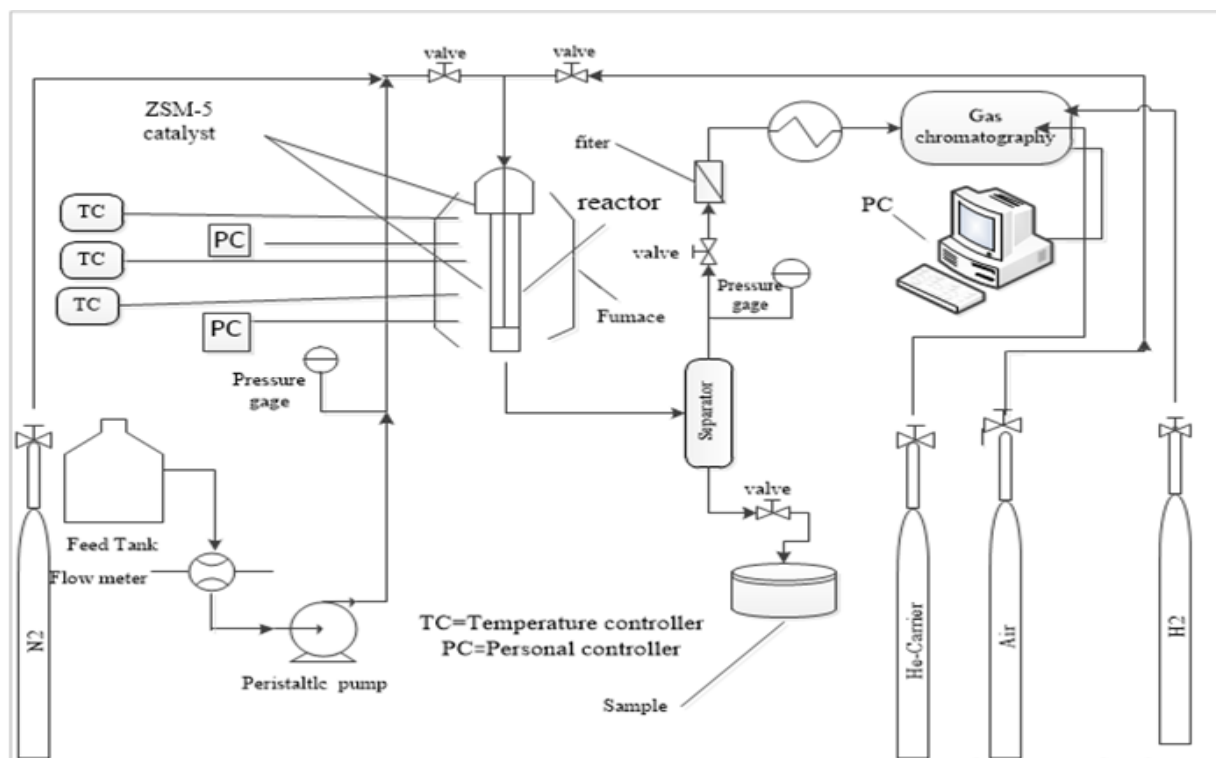 valve
valve
ZSM-5
catalyst
Gas
chromatography
fiter
TC
reactor
PC
PC
TC
valve
TC
Pressure
gage
Fumace
PC
Pressure
gage
Separator
valve
Feed Tank
Flow meter
TC=Temperature controller
PC=Personal controller
N2
He-Carrier
Air
H2
Peristaltlc pump
Sample